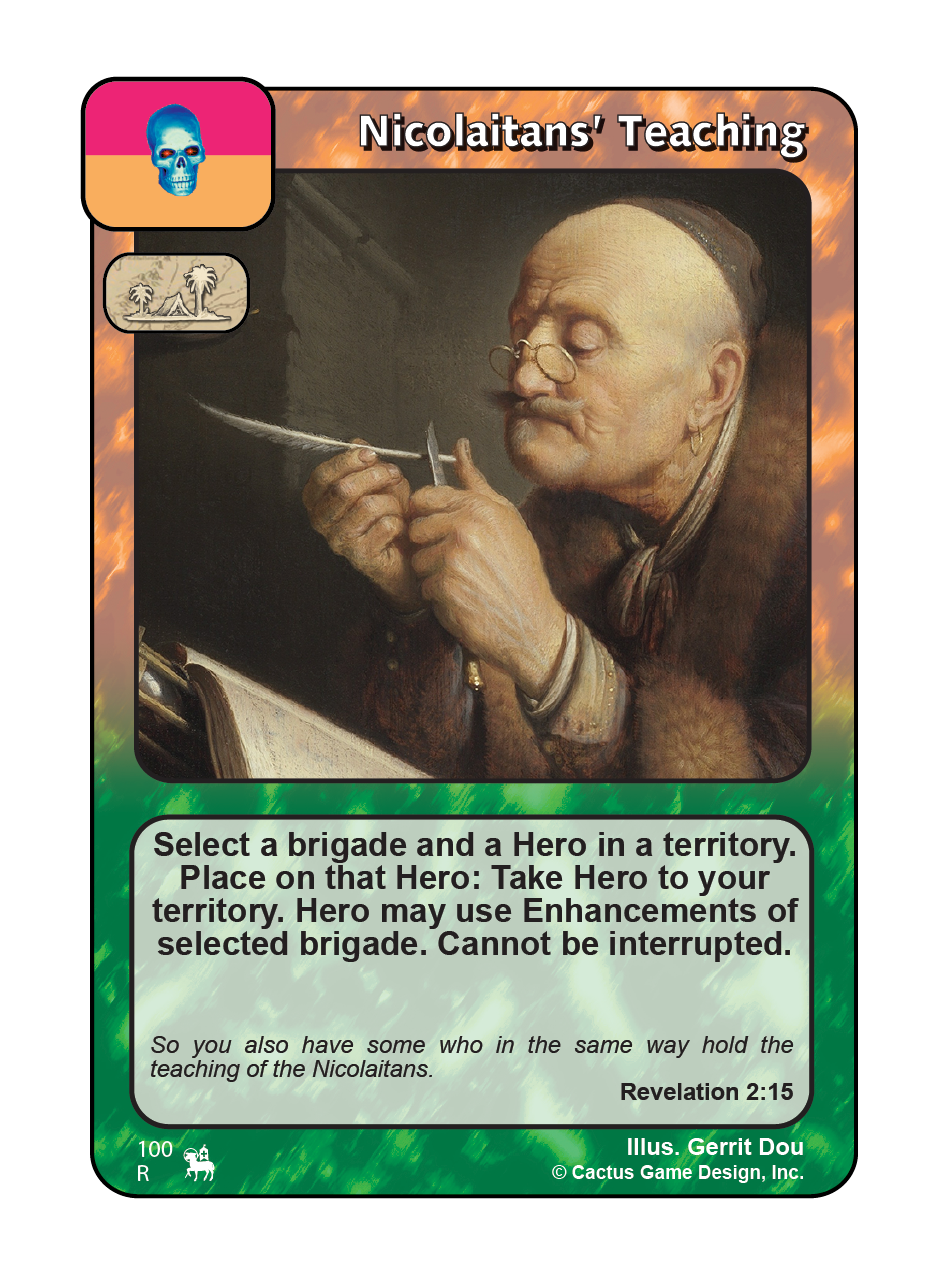 Nicolaitans' Teaching
Select a brigade and a Hero in a territory.
Place on that Hero: Take Hero to your
territory. Hero may use Enhancements of
selected brigade. Cannot be interrupted.
So you also have some who in the same way hold the
teaching of the Nicolaitans.
Revelation 2:15
100
R
Illus. Gerrit Dou
© Cactus Game Design, Inc.